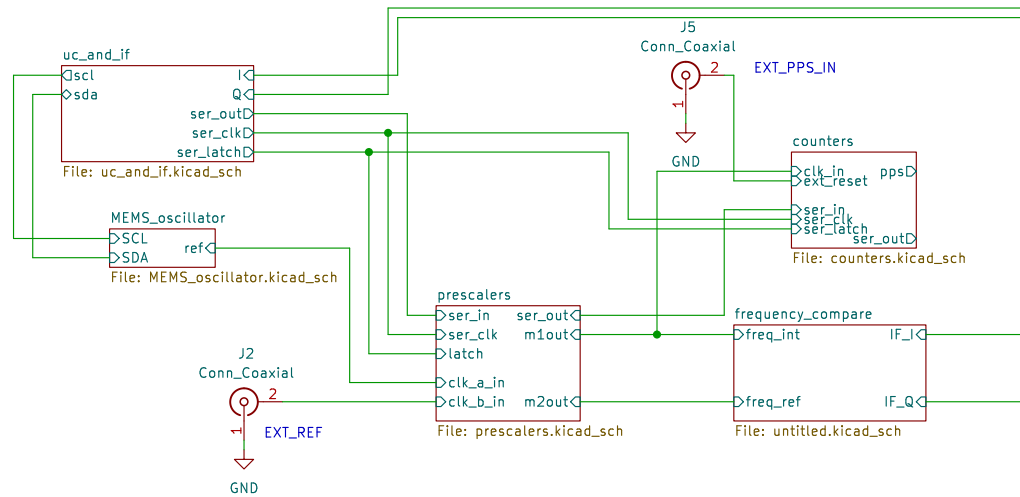 uc_and_if
scl
sda
I
Q
ser_out
ser_clk
ser_latch
File: uc_and_if.kicad_sch
J5
Conn_Coaxial
2
1
EXT_PPS_IN
GND
counters
clk_in
ext_reset
ser_in
ser_clk
ser_latch
pps
ser_out
File: counters.kicad_sch
MEMS_oscillator
SCL
SDA
ref
File: MEMS_oscillator.kicad_sch
prescalers
ser_in
ser_clk
latch
clk_a_in
clk_b_in
ser_out
m1out
m2out
File: prescalers.kicad_sch
frequency_compare
freq_int
freq_ref
IF_I
IF_Q
File: untitled.kicad_sch
J2
Conn_Coaxial
2
1
EXT_REF
GND